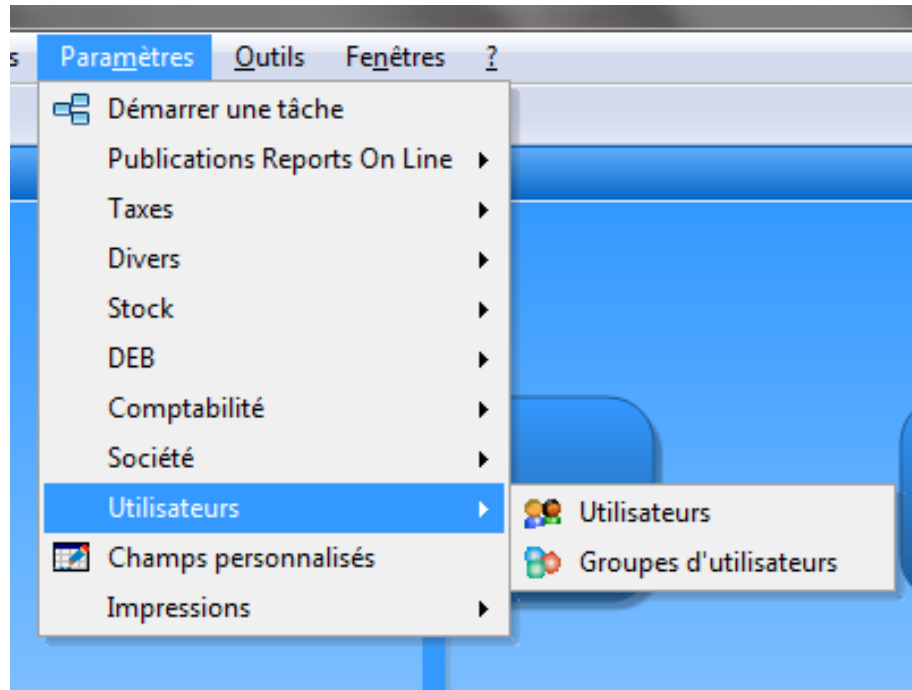 s Paramètres Outils Fenêtres ?
Démarrer une tâche
Publications Reports On Line
Taxes
Divers
Stock
DEB
Comptabilité
Société
Utilisateurs
Utilisateurs
Champs personnalisés
Groupes d'utilisateurs
Impressions